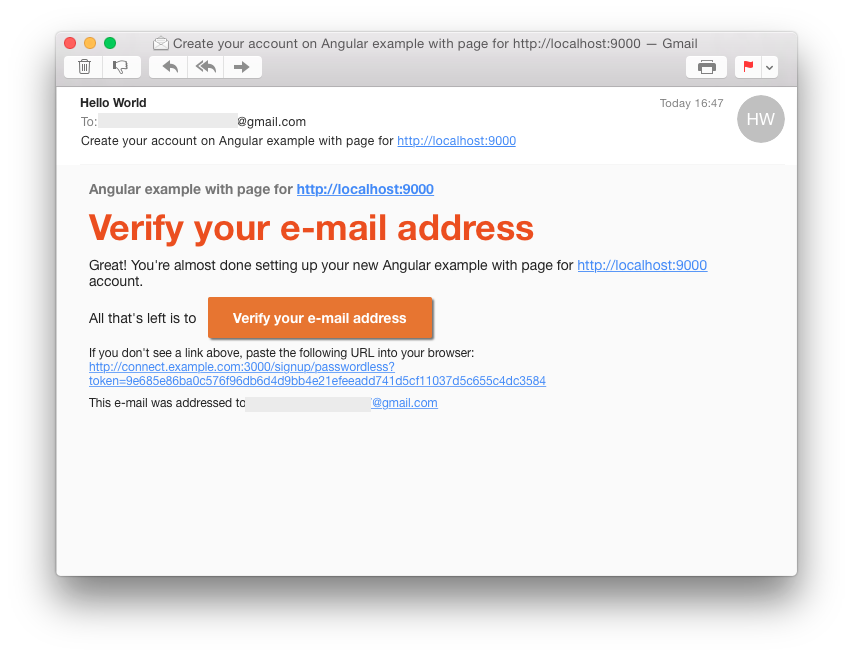 Create your account on Angular example with page for http://localhost:9000 — Gmail
Hello World
Today 16:47
HW
To: @gmail.com
Create your account on Angular example with page for http://localhost:9000
Angular example with page for http://localhost:9000
Verify your e-mail address
Great! You're almost done setting up your new Angular example with page for http://localhost:9000
account.
All that's left is to Verify your e-mail address
If you don't see a link above, paste the following URL into your browser:
http://connect.example.com:3000/signup/passwordless?
token=9e685e86ba0c576f96db6d4d9bb4e21efeeadd741d5cf11037d5c655c4dc3584
This e-mail was addressed to @gmail.com